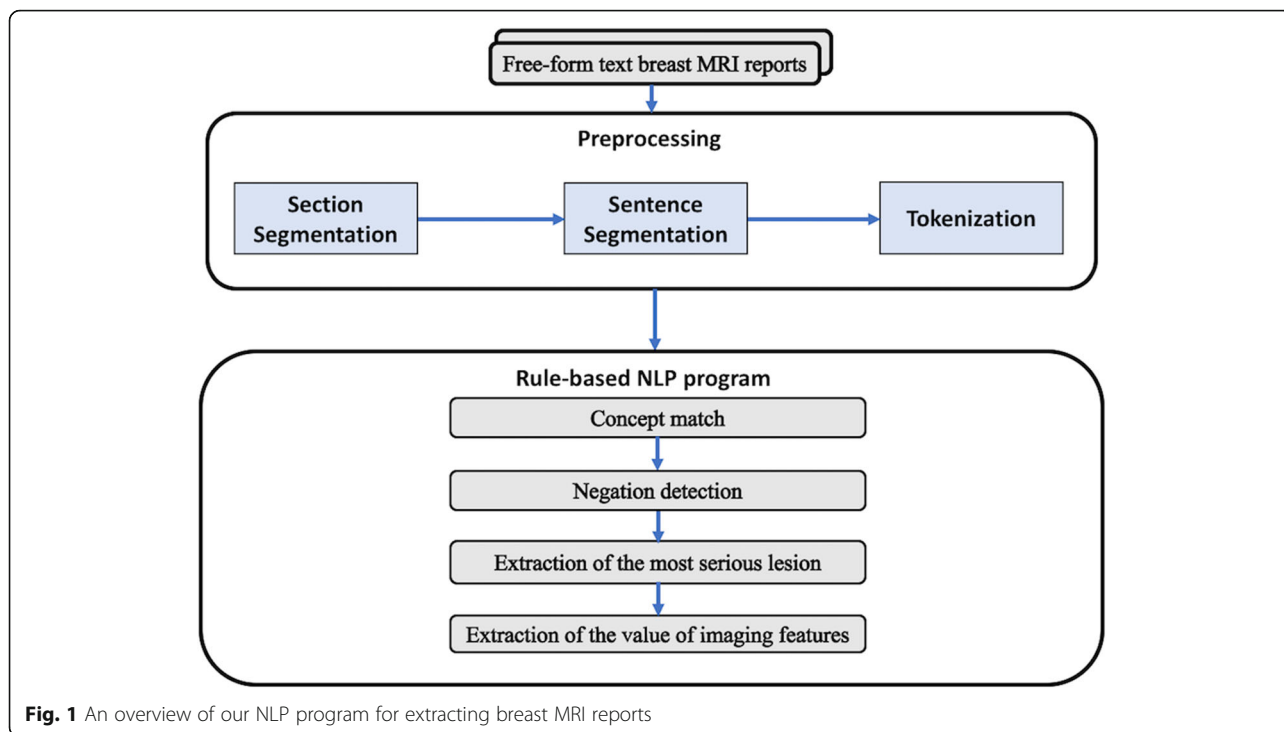 Free-form text breast MRI reports
Preprocessing
Section
Segmentation
Sentence
Segmentation
Tokenization
Rule-based NLP program
Concept match
Negation detection
Extraction of the most serious lesion
Extraction of the value of imaging features
Fig. 1 An overview of our NLP program for extracting breast MRI reports